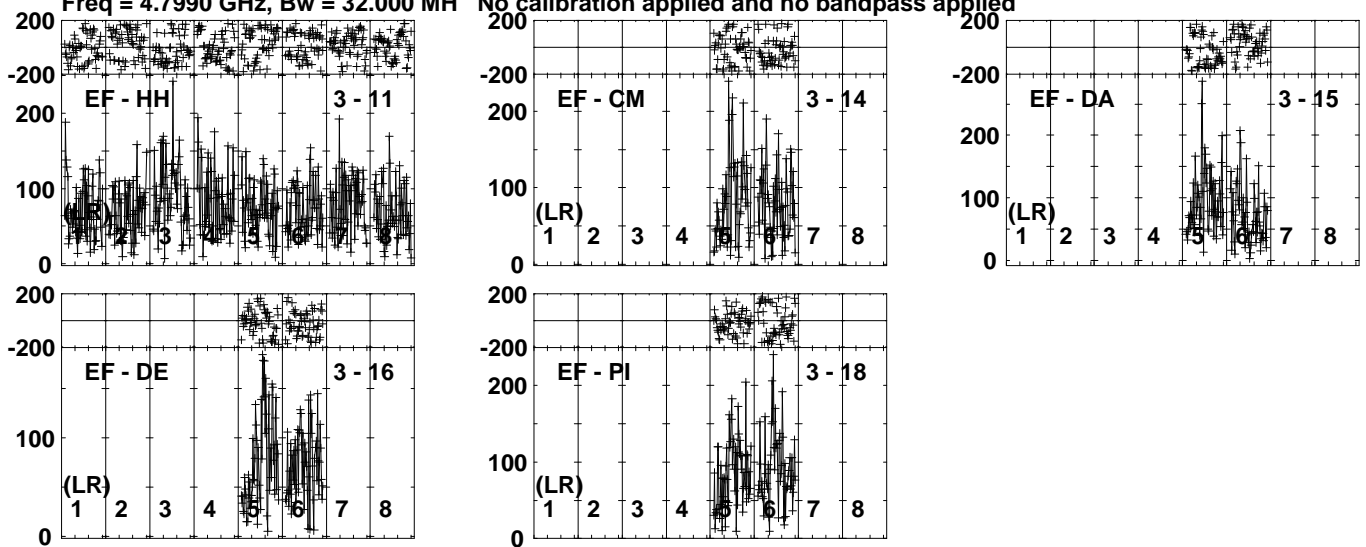 Freq = 4.7990 GHz, Bw = 32.000 MH No calibration applied and no bandpass applied
200
-200
EF - HH 3 - 11
200
100
(LR)
1 2 3 4 5 6 7 8
0
200
-200
EF - CM 3 - 14
200
100
(LR)
1 2 3 4 5 6 7 8
0
200
-200
EF - DA 3 - 15
200
100
(LR)
1 2 3 4 5 6 7 8
0
200
-200
EF - DE 3 - 16
100
(LR)
1 2 3 4 5 6 7 8
0
200
-200
EF - PI 3 - 18
200
100
(LR)
1 2 3 4 5 6 7 8
0